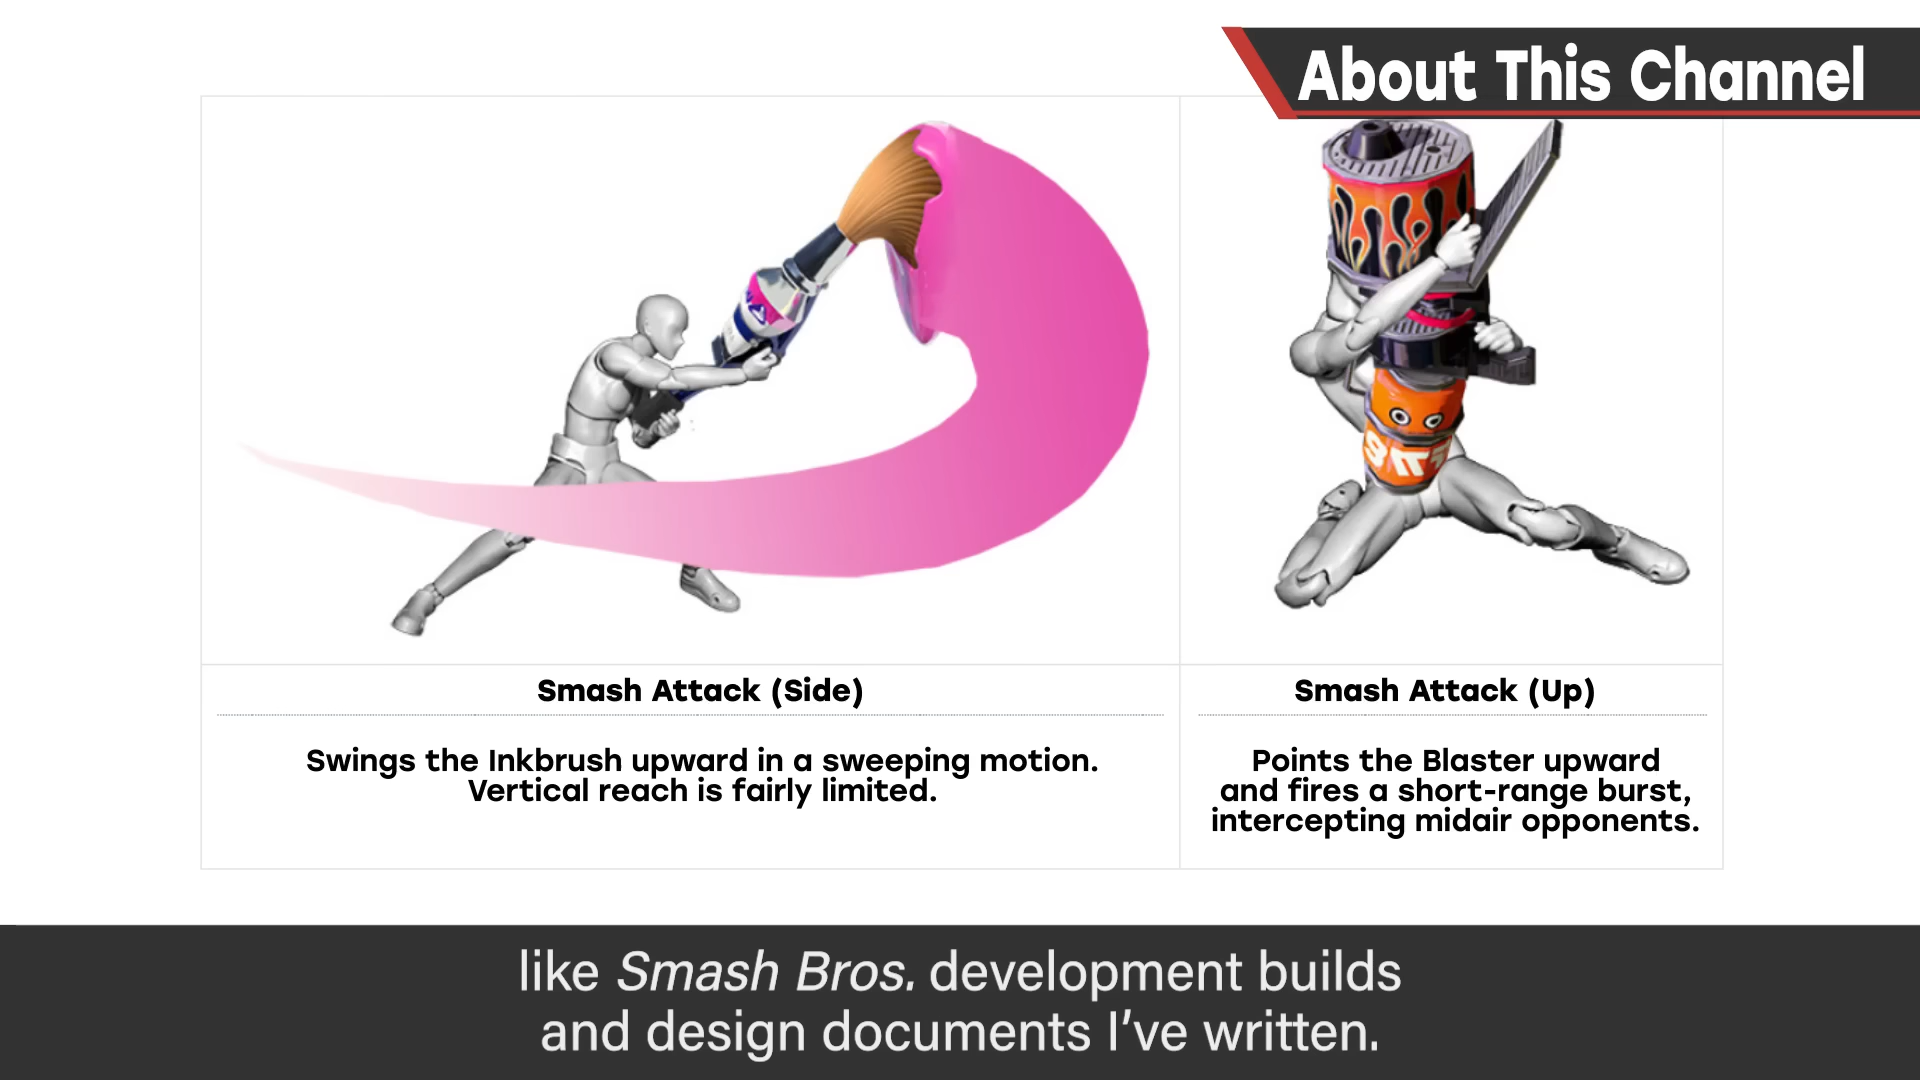 About This Channel
Smash Attack (Side)
Swings the Inkbrush upward in a sweeping motion.
Vertical reach is fairly limited.
Smash Attack (Up)
Points the Blaster upward
and fires a short-range burst,
intercepting midair opponents.
like Smash Bros. development builds
and design documents I’ve written.